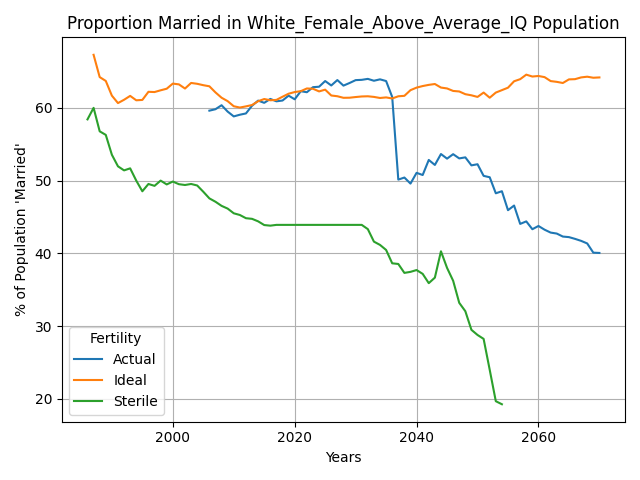 Proportion Married in White_Female_Above_Average_IQ Population
% of Population 'Married'
60
50
40
30
20
Fertility
Actual
Ideal
Sterile
2000 2020 2040 2060
Years